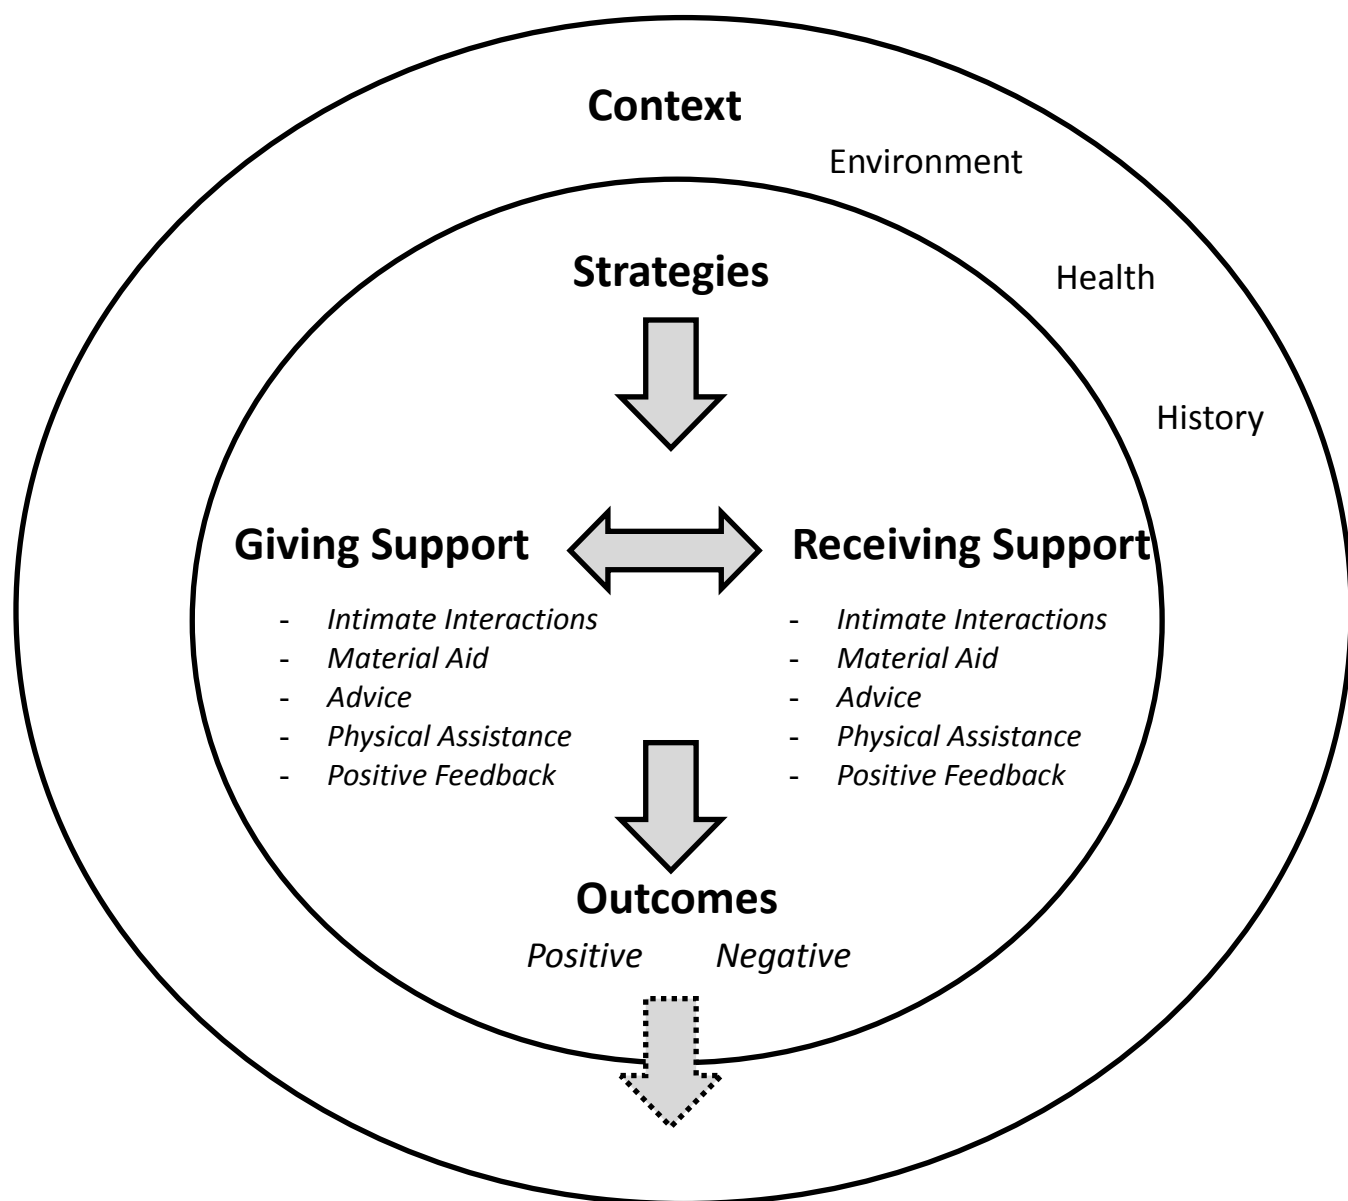 Context
Environment
Health
History
Strategies
Giving Support
- Intimate Interactions
- Material Aid
- Advice
- Physical Assistance
- Positive Feedback
Receiving Support
- Intimate Interactions
- Material Aid
- Advice
- Physical Assistance
- Positive Feedback
Outcomes
Positive Negative